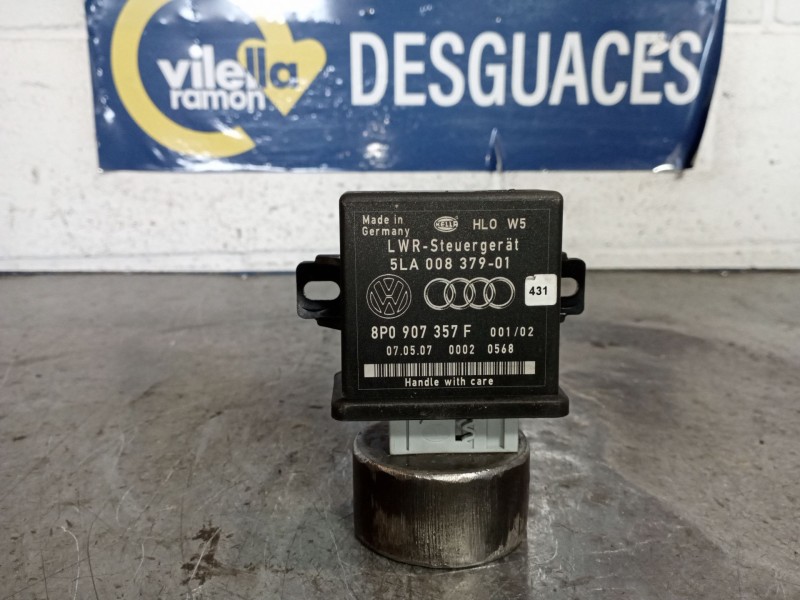 vilella
ramón
DESGUACES
Made in
Germany
HELLA
HLO W5
LWR-Steuergerät
5LA 008 379-01
431
8P0 907 357 F 001/02
07.05.07 0002 0568
Handle with care